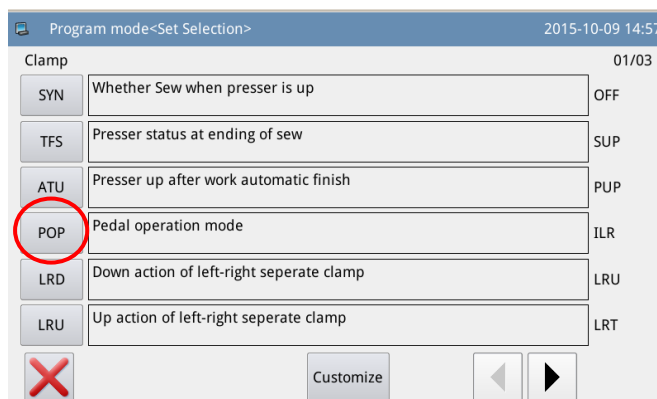 Program mode<Set Selection> 2015-10-09 14:57
Clamp 01/03
SYN Whether Sew when presser is up OFF
TFS Presser status at ending of sew SUP
ATU Presser up after work automatic finish PUP
POP Pedal operation mode ILR
LRD Down action of left-right seperate clamp LRU
LRU Up action of left-right seperate clamp LRT
Customize